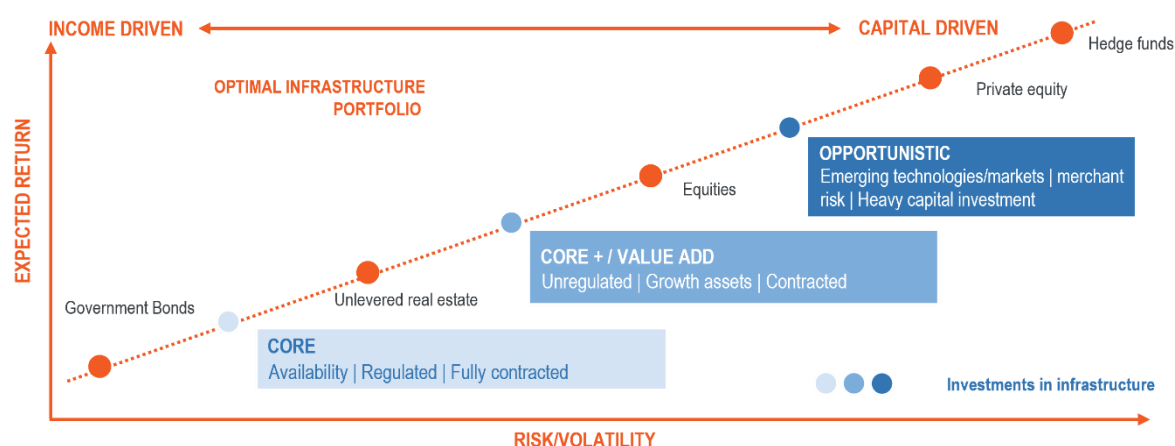 INCOME DRIVEN
CAPITAL DRIVEN
Hedge funds
OPTIMAL INFRASTRUCTURE
PORTFOLIO
Private equity
OPPORTUNISTIC
Emerging technologies/markets | merchant
risk | Heavy capital investment
Equities
EXPECTED RETURN
CORE + / VALUE ADD
Unregulated | Growth assets | Contracted
Unlevered real estate
Government Bonds
CORE
Availability | Regulated | Fully contracted
Investments in infrastructure
RISK/VOLATILITY